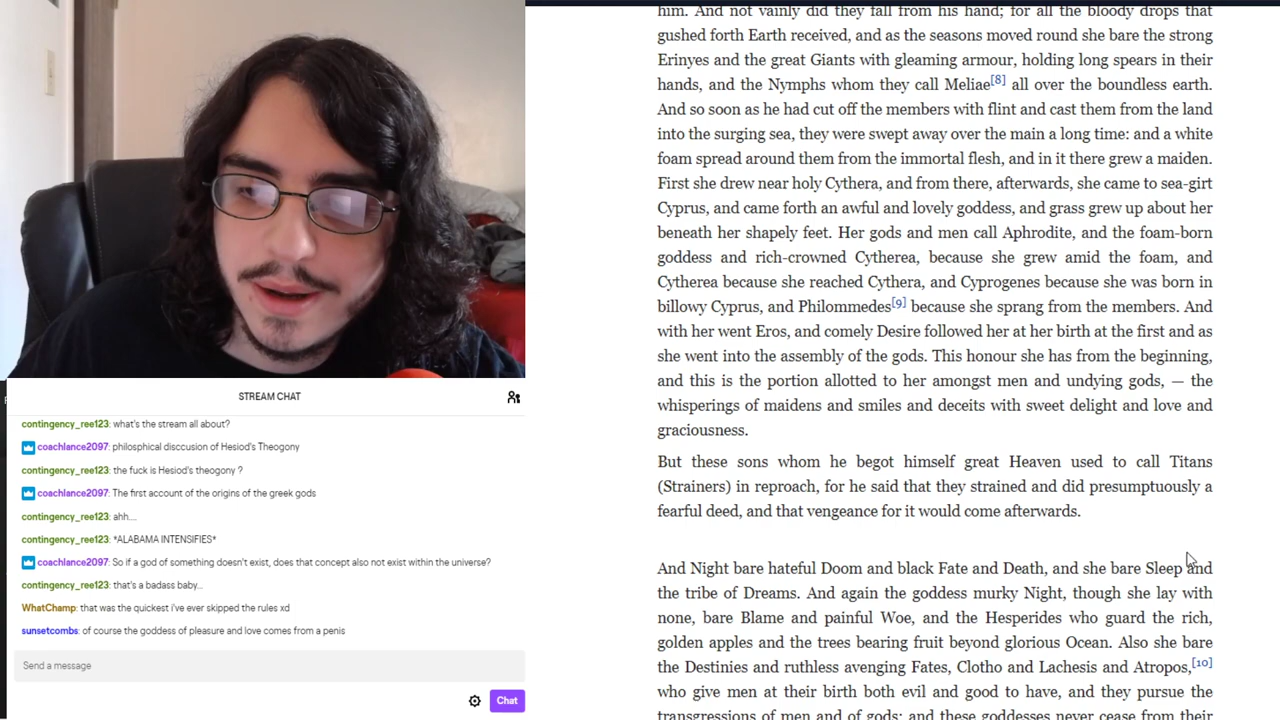 STREAM CHAT
contingency_ree123: what's the stream all about?
coachlance2097: philosphical disccusion of Hesiod's Theogony
contingency_ree123: the fuck is Hesiod's theogony ?
coachlance2097: The first account of the origins of the greek gods
contingency_ree123: ahh....
contingency_ree123: *ALABAMA INTENSIFIES*
coachlance2097: So if a god of something doesn't exist, does that concept also not exist within the universe?
contingency_ree123: that's a badass baby...
WhatChamp: that was the quickest i've ever skipped the rules xd
sunsetcombs: of course the goddess of pleasure and love comes from a penis
Send a message
Chat
him. And not vainly did they fall from his hand; for all the bloody drops that
gushed forth Earth received, and as the seasons moved round she bare the strong
Erinyes and the great Giants with gleaming armour, holding long spears in their
hands, and the Nymphs whom they call Meliae[8] all over the boundless earth.
And so soon as he had cut off the members with flint and cast them from the land
into the surging sea, they were swept away over the main a long time: and a white
foam spread around them from the immortal flesh, and in it there grew a maiden.
First she drew near holy Cythera, and from there, afterwards, she came to sea-girt
Cyprus, and came forth an awful and lovely goddess, and grass grew up about her
beneath her shapely feet. Her gods and men call Aphrodite, and the foam-born
goddess and rich-crowned Cytherea, because she grew amid the foam, and
Cytherea because she reached Cythera, and Cyprogenes because she was born in
billowy Cyprus, and Philommedes[9] because she sprang from the members. And
with her went Eros, and comely Desire followed her at her birth at the first and as
she went into the assembly of the gods. This honour she has from the beginning,
and this is the portion allotted to her amongst men and undying gods, — the
whisperings of maidens and smiles and deceits with sweet delight and love and
graciousness.
But these sons whom he begot himself great Heaven used to call Titans
(Strainers) in reproach, for he said that they strained and did presumptuously a
fearful deed, and that vengeance for it would come afterwards.
And Night bare hateful Doom and black Fate and Death, and she bare Sleep and
the tribe of Dreams. And again the goddess murky Night, though she lay with
none, bare Blame and painful Woe, and the Hesperides who guard the rich,
golden apples and the trees bearing fruit beyond glorious Ocean. Also she bare
the Destinies and ruthless avenging Fates, Clotho and Lachesis and Atropos,[10]
who give men at their birth both evil and good to have, and they pursue the
transgressions of men and of gods: and these goddesses never cease from their